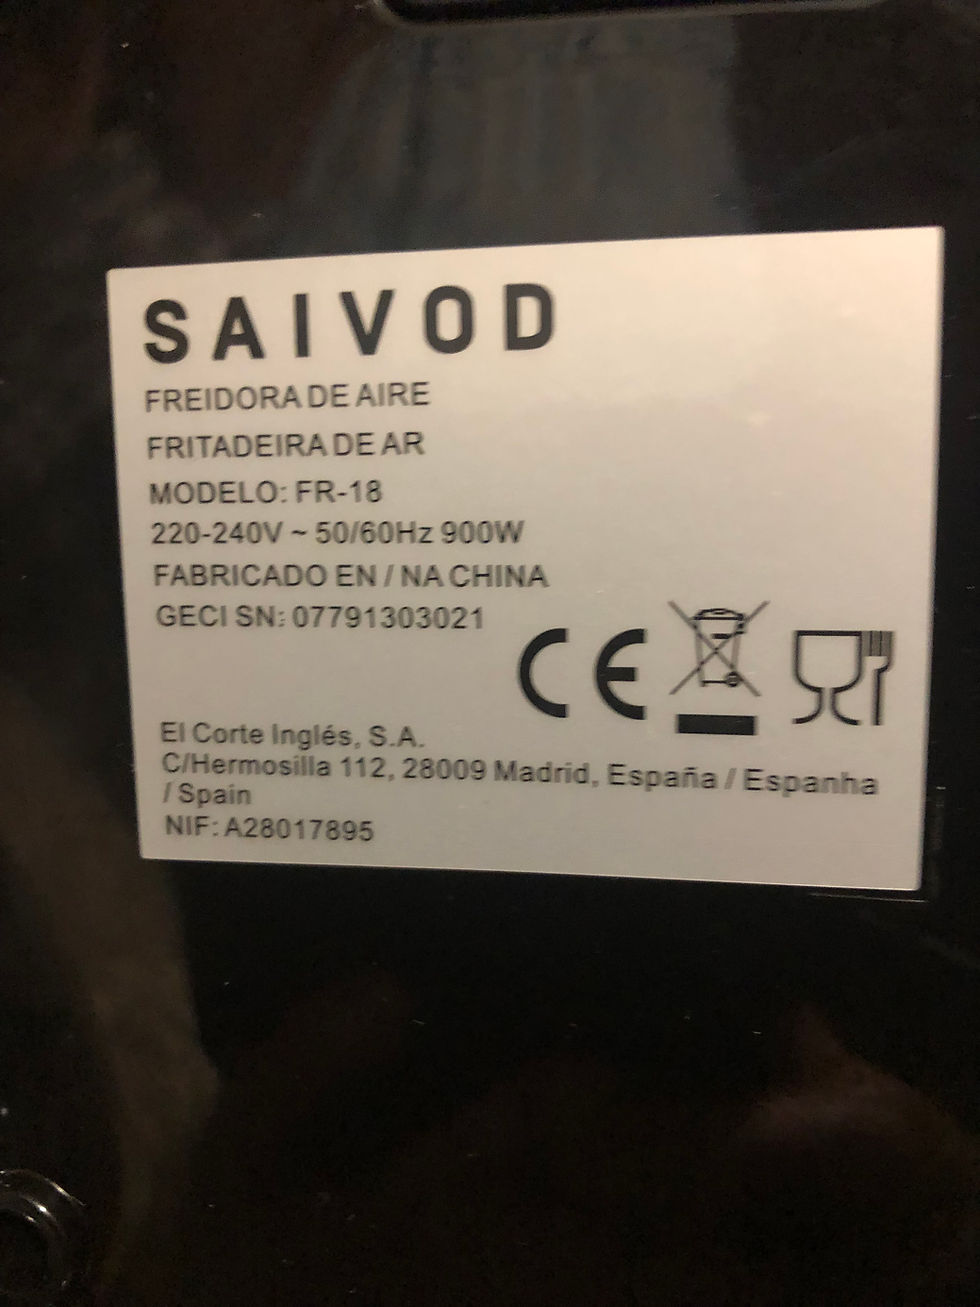 SAIVOD
FREIDORA DE AIRE
FRITADEIRA DE AR
MODELO: FR-18
220-240V ~ 50/60Hz 900W
FABRICADO EN / NA CHINA
GECI SN: 07791303021
CE
El Corte Inglés, S.A.
C/Hermosilla 112, 28009 Madrid, España / Espanha
/ Spain
NIF: A28017895